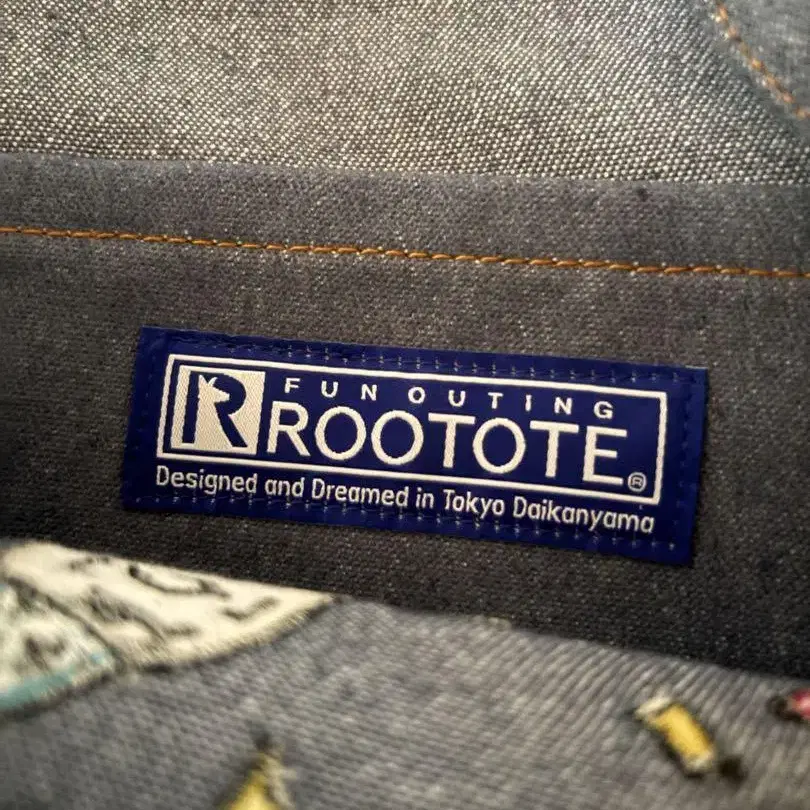 FUN OUTING
R ROOTOTE®
Designed and Dreamed in Tokyo Daikanyama